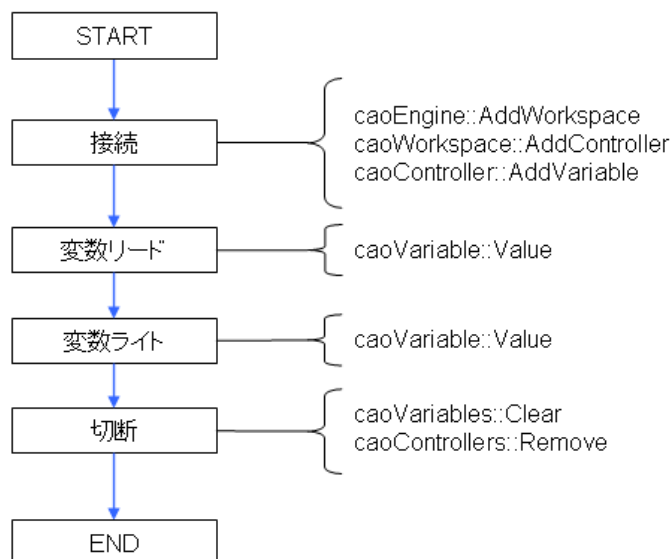 START
接続
caoEngine::AddWorkspace
caoWorkspace::AddController
caoController::AddVariable
変数リード
caoVariable::Value
変数ライト
caoVariable::Value
切断
caoVariables::Clear
caoControllers::Remove
END